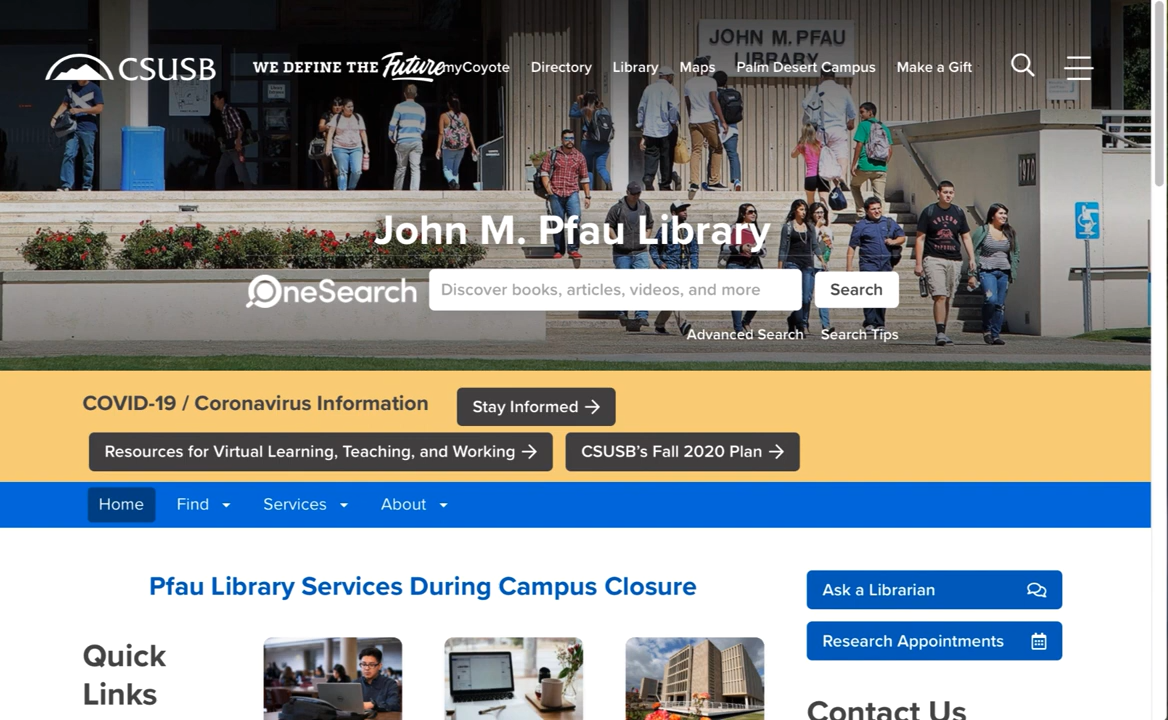 JOHN M. PFAU
LIBRARY
CSUSB
WE DEFINE THE Future
myCoyote Directory Library Maps Palm Desert Campus Make a Gift
1970
John M. Pfau Library
OneSearch Discover books, articles, videos, and more Search
Advanced Search Search Tips
COVID-19 / Coronavirus Information Stay Informed →
Resources for Virtual Learning, Teaching, and Working → CSUSB's Fall 2020 Plan →
Home Find Services About
Pfau Library Services During Campus Closure
Quick
Links
Ask a Librarian
Research Appointments
Contact Us